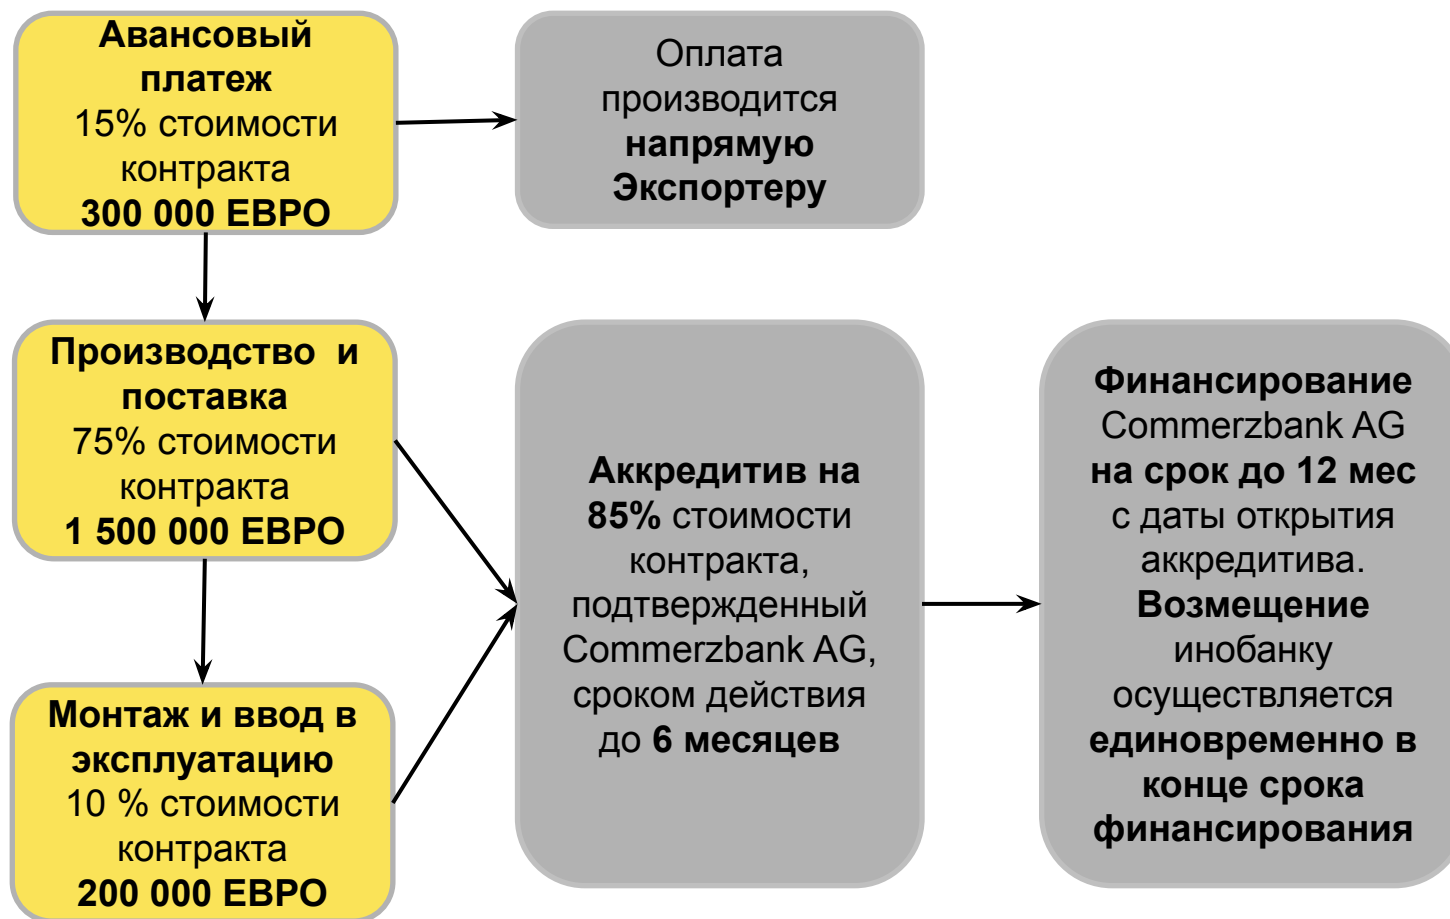 Авансовый
платеж
15% стоимости
контракта
300 000 ЕВРО
Оплата
производится
напрямую
Экспортеру
Производство и
поставка
75% стоимости
контракта
1 500 000 ЕВРО
Аккредитив на
85% стоимости
контракта,
подтвержденный
Commerzbank AG,
сроком действия
до 6 месяцев
Финансирование
Commerzbank AG
на срок до 12 мес
с даты открытия
аккредитива.
Возмещение
инобанку
осуществляется
единовременно в
конце срока
финансирования
Монтаж и ввод в
эксплуатацию
10 % стоимости
контракта
200 000 ЕВРО